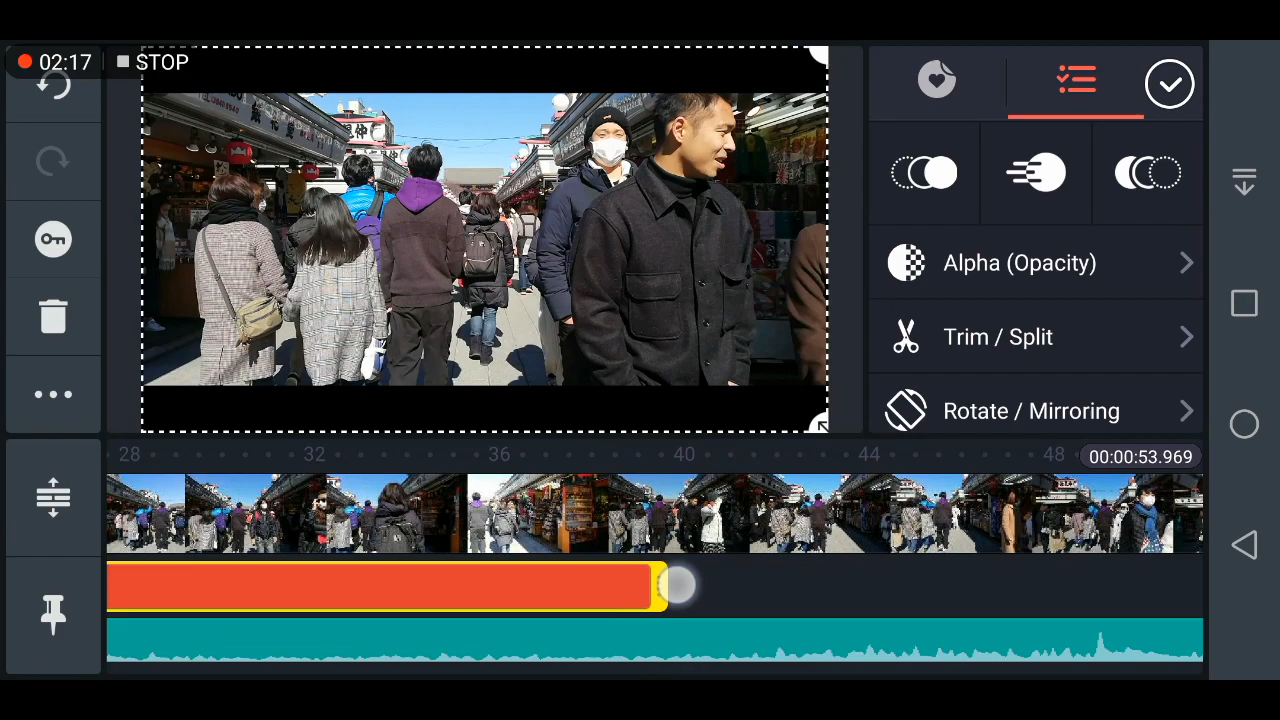 02:17
STOP
Alpha (Opacity)
Trim / Split
Rotate / Mirroring
28 32 36 40 44 48
00:00:53.969